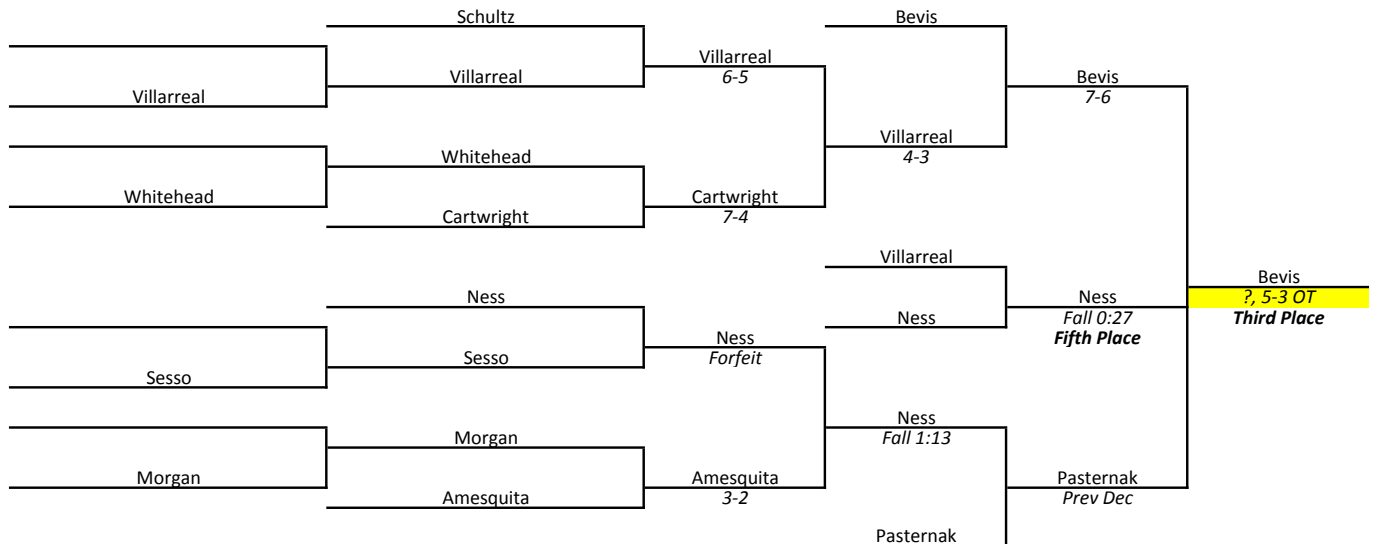 Schultz
Bevis
Villarreal
6-5
Villarreal
Bevis
7-6
Villarreal
Villarreal
4-3
Whitehead
Whitehead
Cartwright
7-4
Cartwright
Villarreal
Bevis
?, 5-3 OT
Third Place
Ness
Ness
Fall 0:27
Fifth Place
Ness
Ness
Forfeit
Sesso
Sesso
Ness
Fall 1:13
Morgan
Morgan
Amesquita
3-2
Pasternak
Prev Dec
Amesquita
Pasternak